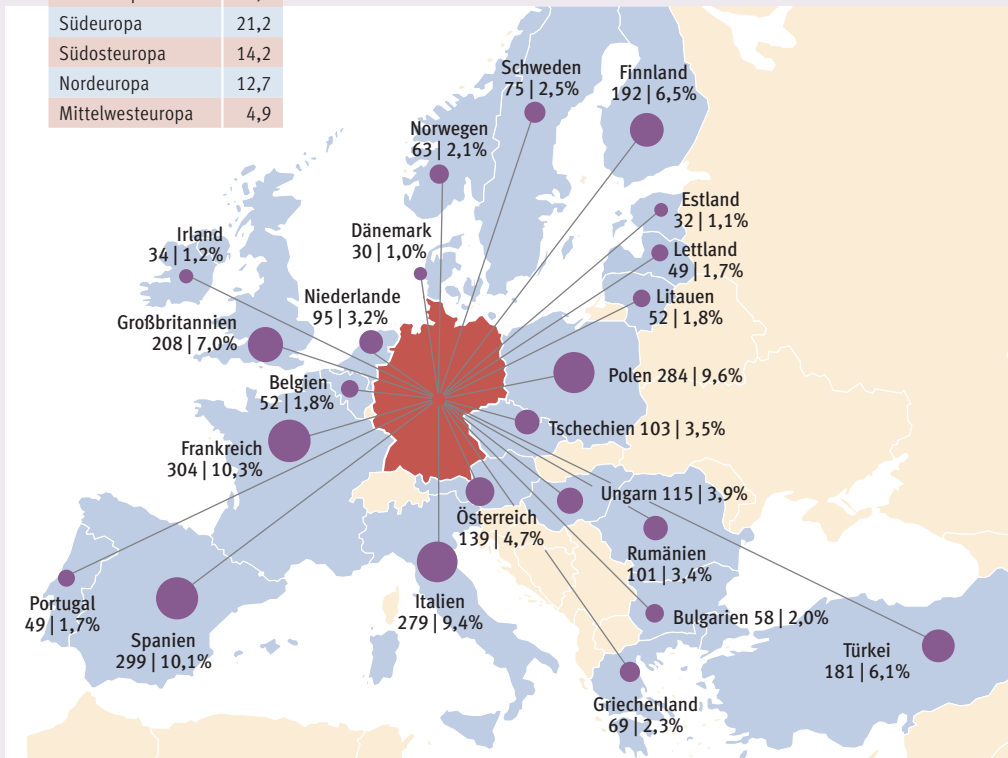 Südeuropa 21,2
Südosteuropa 14,2
Nordeuropa 12,7
Mittelwesteuropa 4,9
Schweden
75 | 2,5%
Finnland
192 | 6,5%
Norwegen
63 | 2,1%
Estland
32 | 1,1%
Irland
34 | 1,2%
Dänemark
30 | 1,0%
Lettland
49 | 1,7%
Niederlande
95 | 3,2%
Litauen
52 | 1,8%
Großbritannien
208 | 7,0%
Belgien
52 | 1,8%
Polen 284 | 9,6%
Tschechien 103 | 3,5%
Frankreich
304 | 10,3%
Ungarn 115 | 3,9%
Österreich
139 | 4,7%
Rumänien
101 | 3,4%
Italien
279 | 9,4%
Portugal
49 | 1,7%
Bulgarien 58 | 2,0%
Spanien
299 | 10,1%
Türkei
181 | 6,1%
Griechenland
69 | 2,3%